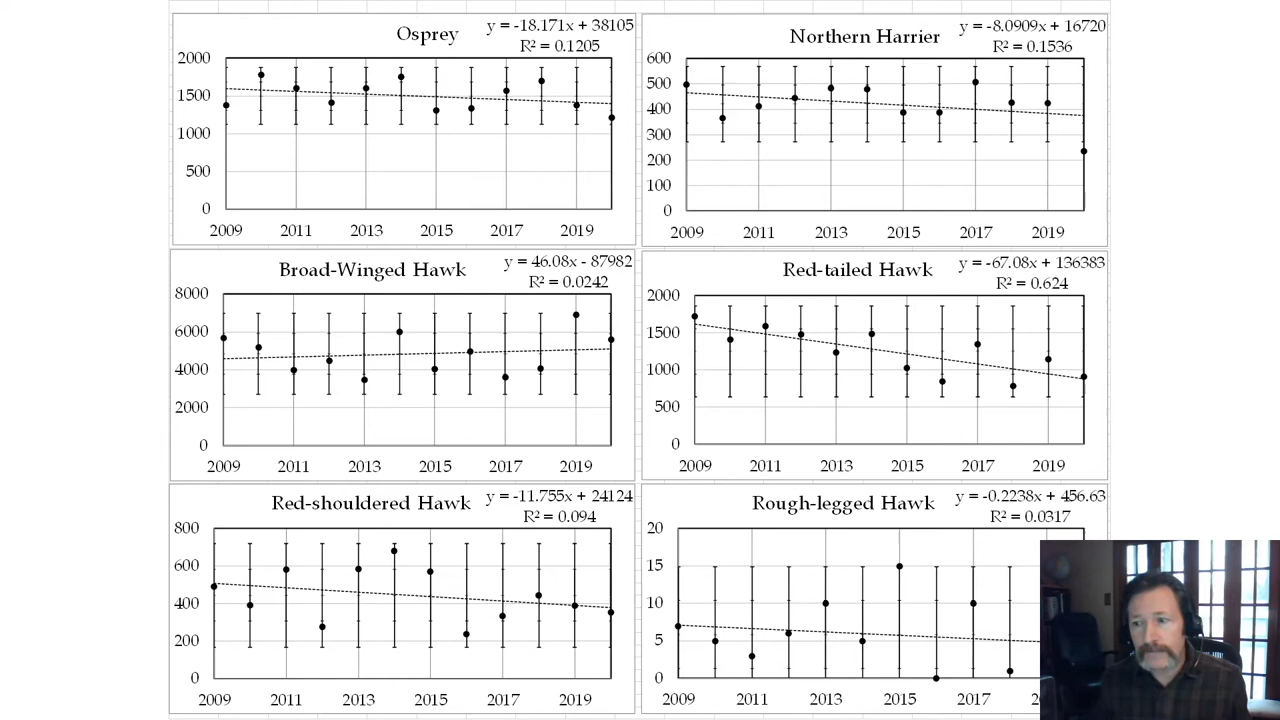 Osprey
y = -18.171x + 38105
R² = 0.1205
2000
1500
1000
500
0
2009 2011 2013 2015 2017 2019
Northern Harrier
y = -8.0909x + 16720
R² = 0.1536
600
500
400
300
200
100
0
2009 2011 2013 2015 2017 2019
Broad-Winged Hawk
y = 46.08x - 87982
R² = 0.0242
8000
6000
4000
2000
0
2009 2011 2013 2015 2017 2019
Red-tailed Hawk
y = -67.08x + 136383
R² = 0.624
2000
1500
1000
500
0
2009 2011 2013 2015 2017 2019
Red-shouldered Hawk
y = -11.755x + 24124
R² = 0.094
800
600
400
200
0
2009 2011 2013 2015 2017 2019
Rough-legged Hawk
y = -0.2238x + 456.63
R² = 0.0317
20
15
10
5
0
2009 2011 2013 2015 2017